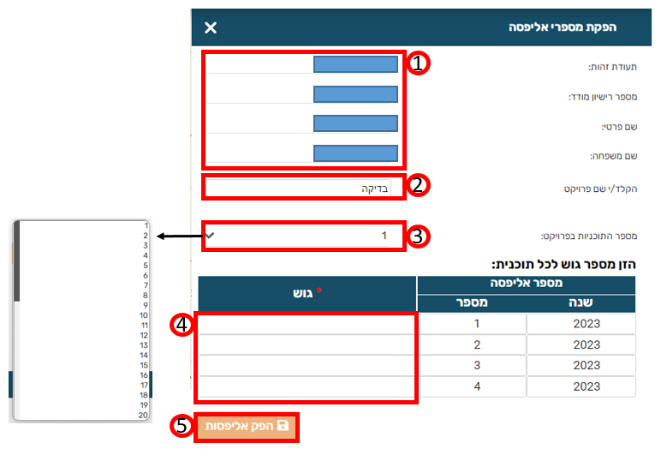 הפקת מספרי אליפסה
תעודת זהות:
1
מספר רישיון מודד:
שם פרטי:
שם משפחה:
הקלד/י שם פרויקט
בדיקה
2
מספר התוכניות בפרויקט:
1
3
הזן מספר גוש לכל תוכנית:
מספר אליפסה
* גוש
שנה מספר
4
2023 1
2023 2
2023 3
2023 4
5
הפק אליפסות
1
2
3
4
5
6
7
8
9
10
11
12
13
14
15
16
17
18
19
20